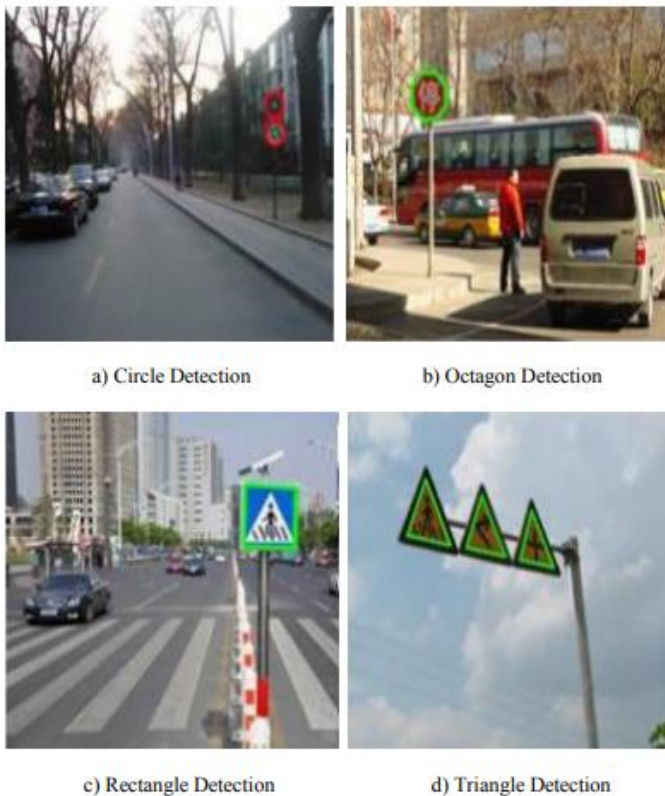 a) Circle Detection
b) Octagon Detection
c) Rectangle Detection
d) Triangle Detection